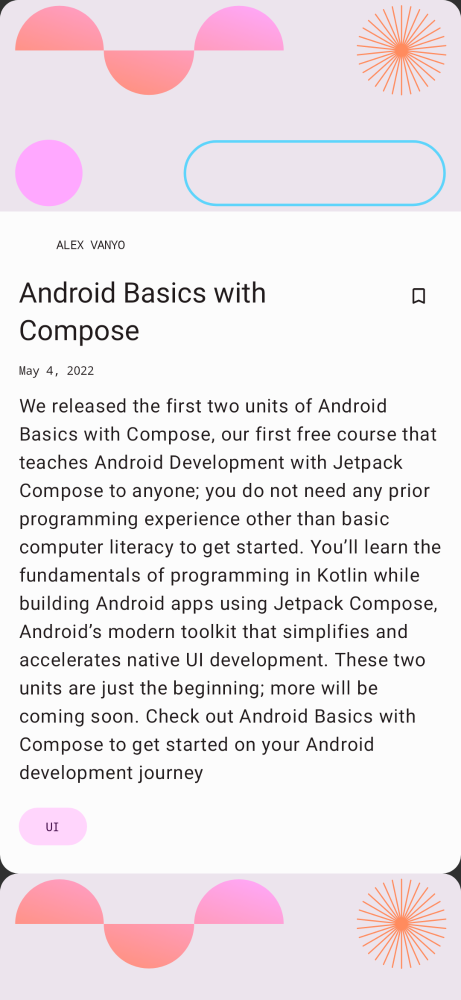 ALEX VANYO
Android Basics with
Compose
May 4, 2022
We released the first two units of Android
Basics with Compose, our first free course that
teaches Android Development with Jetpack
Compose to anyone; you do not need any prior
programming experience other than basic
computer literacy to get started. You’ll learn the
fundamentals of programming in Kotlin while
building Android apps using Jetpack Compose,
Android’s modern toolkit that simplifies and
accelerates native UI development. These two
units are just the beginning; more will be
coming soon. Check out Android Basics with
Compose to get started on your Android
development journey
UI